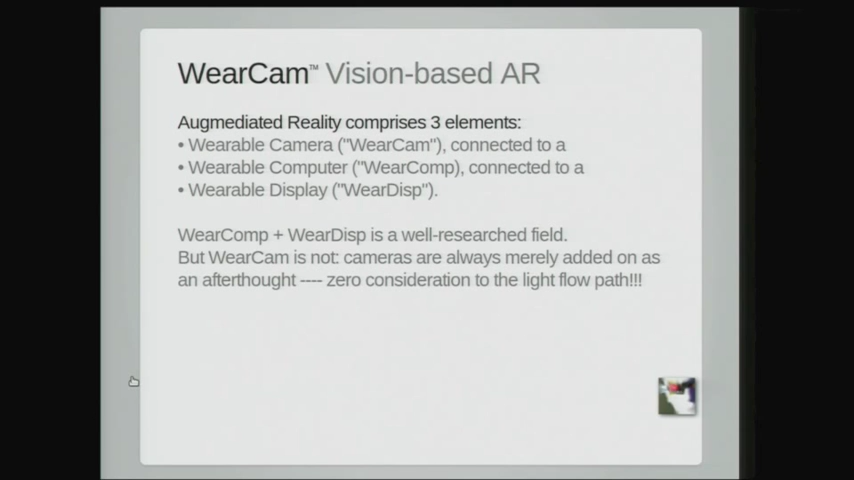 WearCam™ Vision-based AR
Augmediated Reality comprises 3 elements:
• Wearable Camera ("WearCam"), connected to a
• Wearable Computer ("WearComp), connected to a
• Wearable Display ("WearDisp").
WearComp + WearDisp is a well-researched field.
But WearCam is not: cameras are always merely added on as
an afterthought ---- zero consideration to the light flow path!!!